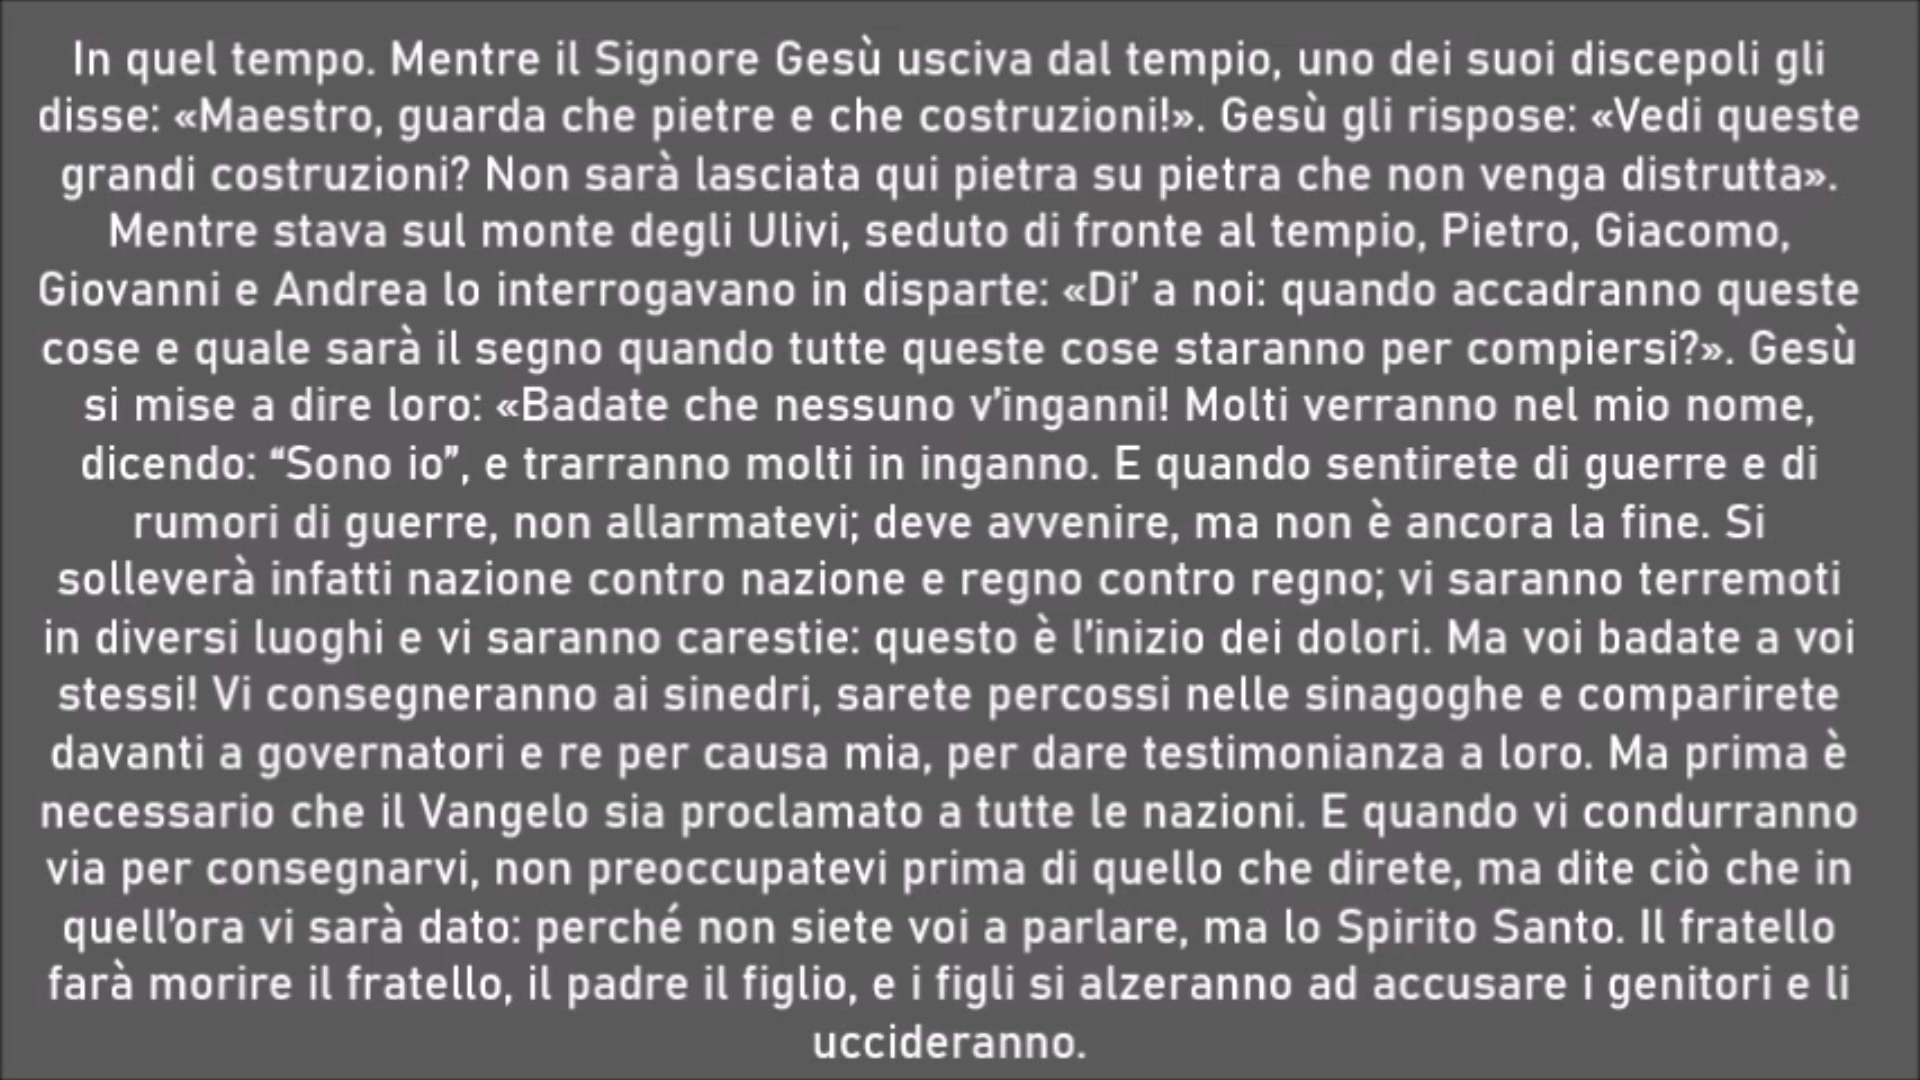 In quel tempo. Mentre il Signore Gesù usciva dal tempio, uno dei suoi discepoli gli
disse: «Maestro, guarda che pietre e che costruzioni!». Gesù gli rispose: «Vedi queste
grandi costruzioni? Non sarà lasciata qui pietra su pietra che non venga distrutta».
Mentre stava sul monte degli Ulivi, seduto di fronte al tempio, Pietro, Giacomo,
Giovanni e Andrea lo interrogavano in disparte: «Di’ a noi: quando accadranno queste
cose e quale sarà il segno quando tutte queste cose staranno per compiersi?». Gesù
si mise a dire loro: «Badate che nessuno v’inganni! Molti verranno nel mio nome,
dicendo: “Sono io”, e trarranno molti in inganno. E quando sentirete di guerre e di
rumori di guerre, non allarmatevi; deve avvenire, ma non è ancora la fine. Si
solleverà infatti nazione contro nazione e regno contro regno; vi saranno terremoti
in diversi luoghi e vi saranno carestie: questo è l’inizio dei dolori. Ma voi badate a voi
stessi! Vi consegneranno ai sinedri, sarete percossi nelle sinagoghe e comparirete
davanti a governatori e re per causa mia, per dare testimonianza a loro. Ma prima è
necessario che il Vangelo sia proclamato a tutte le nazioni. E quando vi condurranno
via per consegnarvi, non preoccupatevi prima di quello che direte, ma dite ciò che in
quell’ora vi sarà dato: perché non siete voi a parlare, ma lo Spirito Santo. Il fratello
farà morire il fratello, il padre il figlio, e i figli si alzeranno ad accusare i genitori e li
uccideranno.